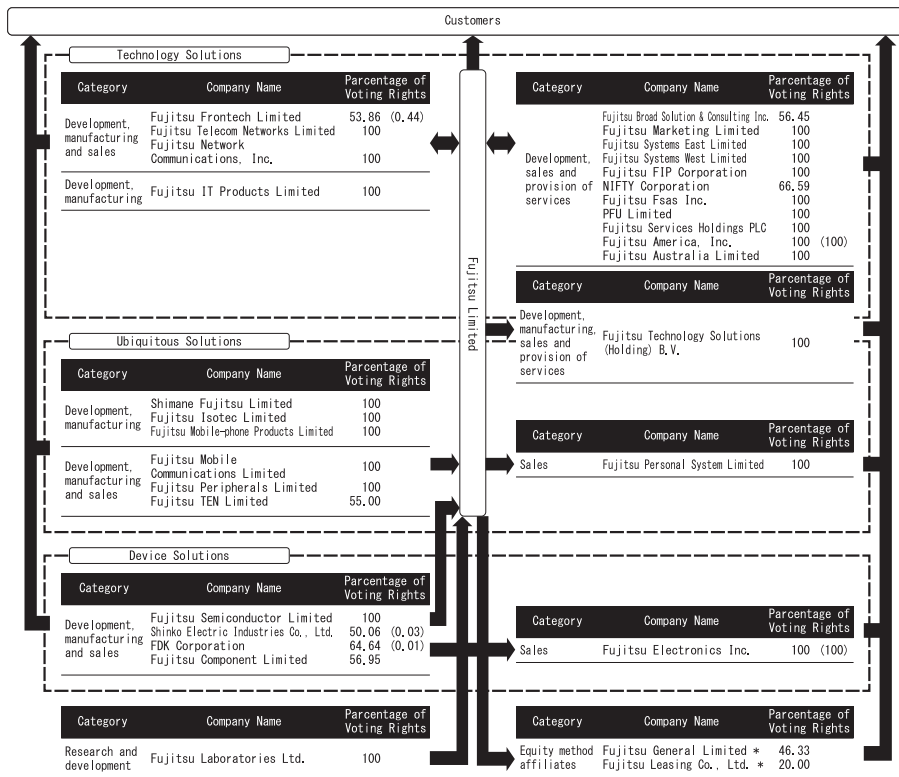 Customers
Technology Solutions
Category Company Name Parcentage of
Voting Rights
Development,
manufacturing
and sales
Fujitsu Frontech Limited 53.86 (0.44)
Fujitsu Telecom Networks Limited 100
Fujitsu Network
Communications, Inc. 100
Development,
manufacturing
Fujitsu IT Products Limited 100
Category Company Name Parcentage of
Voting Rights
Development,
sales and
provision of
services
Fujitsu Broad Solution & Consulting Inc. 56.45
Fujitsu Marketing Limited 100
Fujitsu Systems East Limited 100
Fujitsu Systems West Limited 100
Fujitsu FIP Corporation 100
NIFTY Corporation 66.59
Fujitsu Fsas Inc. 100
PFU Limited 100
Fujitsu Services Holdings PLC 100
Fujitsu America, Inc. 100 (100)
Fujitsu Australia Limited 100
Fujitsu Limited
Category Company Name Parcentage of
Voting Rights
Development,
manufacturing,
sales and
provision of
services
Fujitsu Technology Solutions
(Holding) B.V. 100
Ubiquitous Solutions
Category Company Name Parcentage of
Voting Rights
Development,
manufacturing
Shimane Fujitsu Limited 100
Fujitsu Isotec Limited 100
Fujitsu Mobile-phone Products Limited 100
Development,
manufacturing
and sales
Fujitsu Mobile
Communications Limited 100
Fujitsu Peripherals Limited 100
Fujitsu TEN Limited 55.00
Category Company Name Parcentage of
Voting Rights
Sales Fujitsu Personal System Limited 100
Device Solutions
Category Company Name Parcentage of
Voting Rights
Development,
manufacturing
and sales
Fujitsu Semiconductor Limited 100
Shinko Electric Industries Co., Ltd. 50.06 (0.03)
FDK Corporation 64.64 (0.01)
Fujitsu Component Limited 56.95
Category Company Name Parcentage of
Voting Rights
Sales Fujitsu Electronics Inc. 100 (100)
Category Company Name Parcentage of
Voting Rights
Research and
development
Fujitsu Laboratories Ltd. 100
Category Company Name Parcentage of
Voting Rights
Equity method
affiliates
Fujitsu General Limited * 46.33
Fujitsu Leasing Co., Ltd. * 20.00